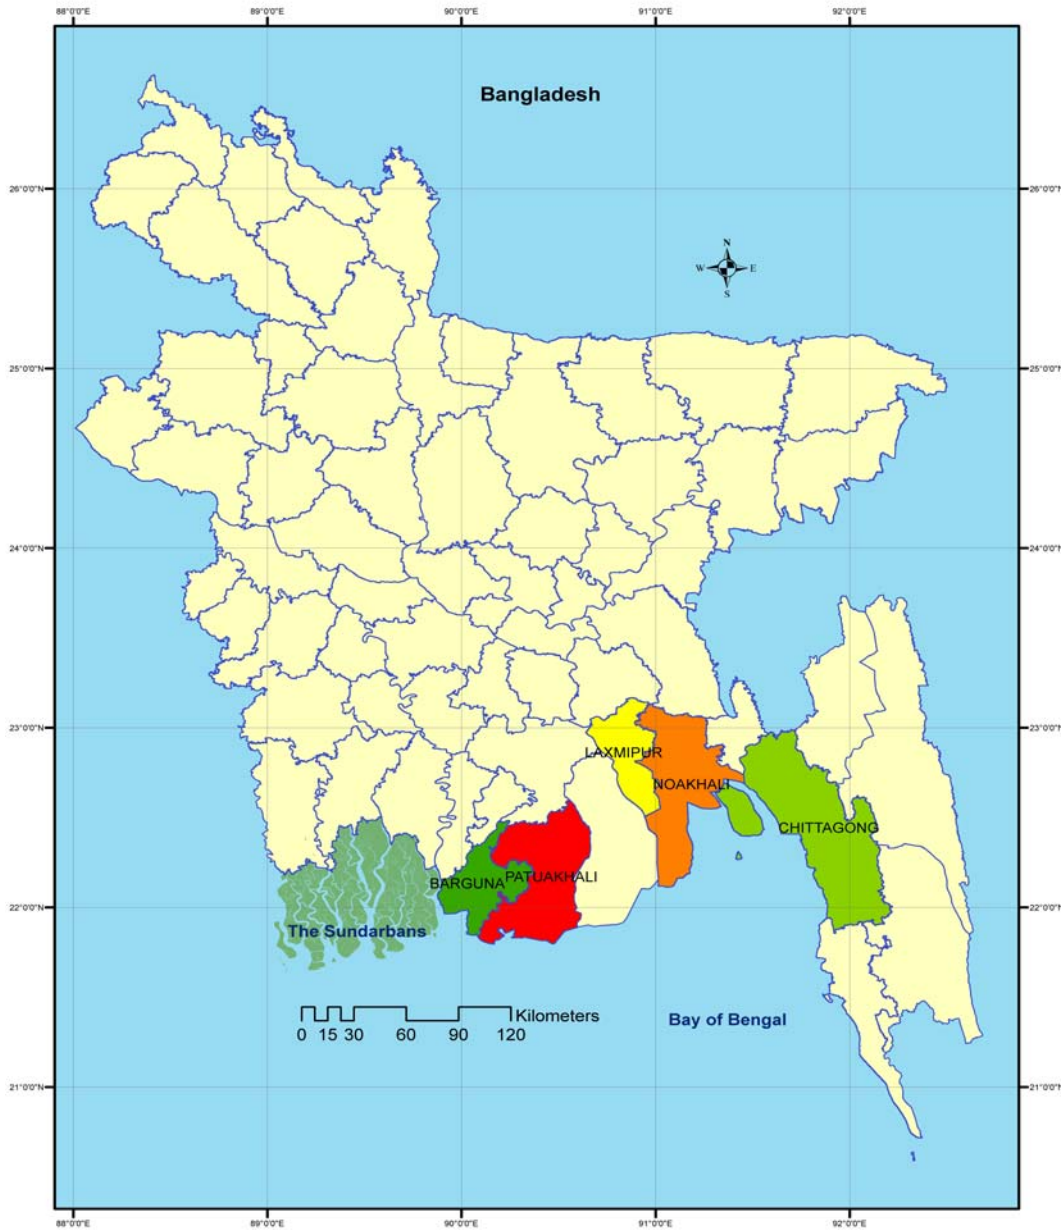 88°0'0"E 89°0'0"E 90°0'0"E 91°0'0"E 92°0'0"E
Bangladesh
26°0'0"N 26°0'0"N
N
W E
S
25°0'0"N 25°0'0"N
24°0'0"N 24°0'0"N
23°0'0"N 23°0'0"N
LAXMIPUR
NOAKHALI
CHITTAGONG
BARGUNA PATUAKHALI
22°0'0"N 22°0'0"N
The Sundarbans
Kilometers
0 15 30 60 90 120
Bay of Bengal
21°0'0"N 21°0'0"N
88°0'0"E 89°0'0"E 90°0'0"E 91°0'0"E 92°0'0"E